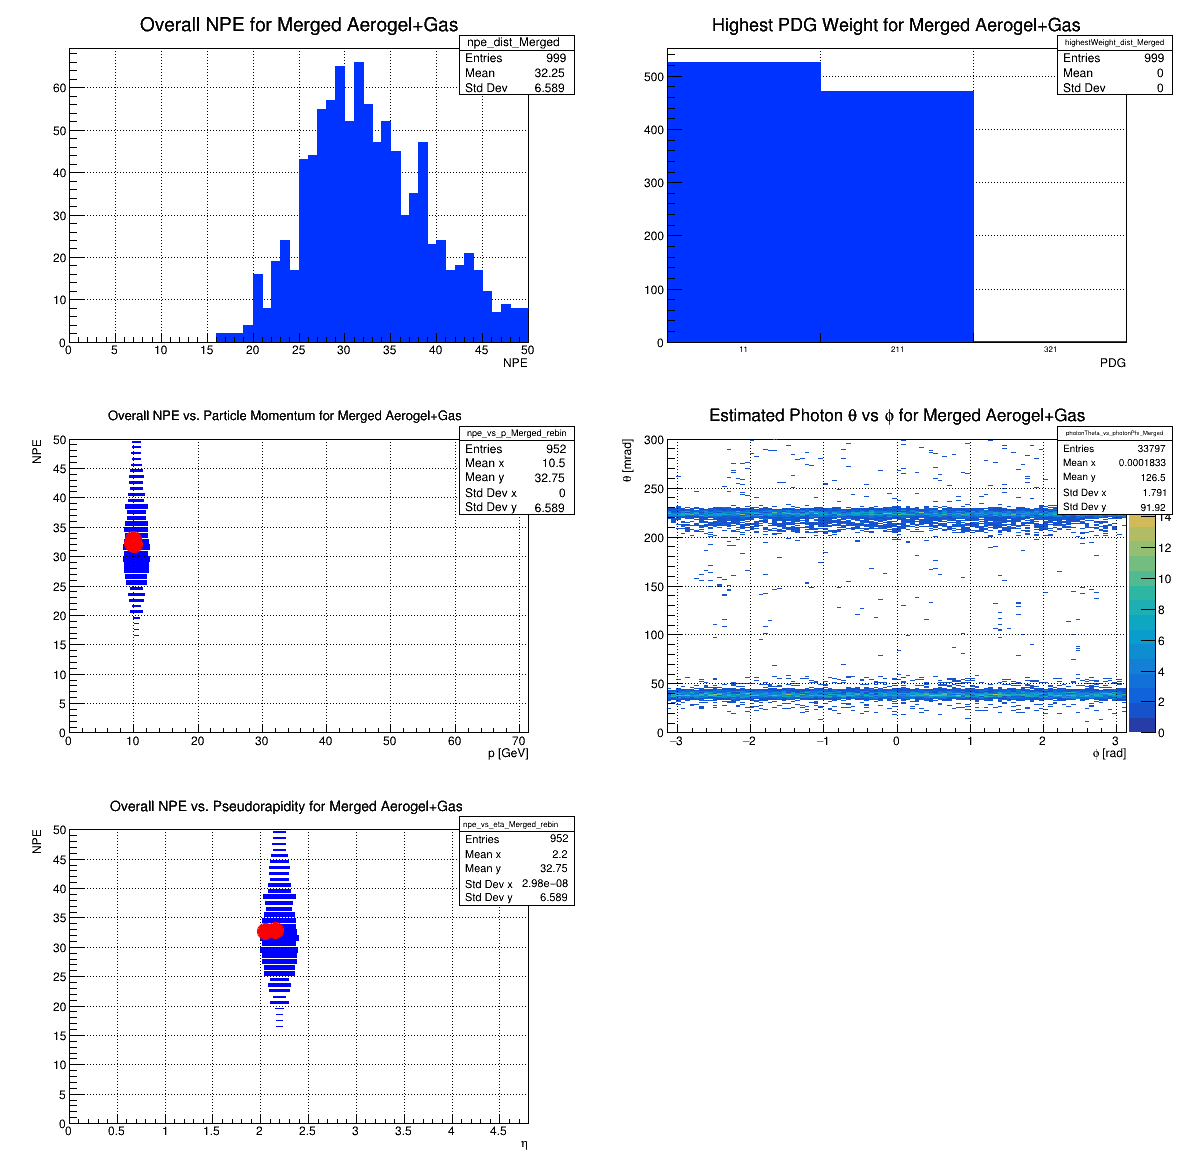 Overall NPE for Merged Aerogel+Gas
npe_dist_Merged
Entries 999
Mean 32.25
Std Dev 6.589
60
50
40
30
20
10
0
0 5 10 15 20 25 30 35 40 45 50
NPE
Highest PDG Weight for Merged Aerogel+Gas
highestWeight_dist_Merged
Entries 999
Mean 0
Std Dev 0
500
400
300
200
100
0
11 211 321
PDG
Overall NPE vs. Particle Momentum for Merged Aerogel+Gas
npe_vs_p_Merged_rebin
Entries 952
Mean x 10.5
Mean y 32.75
Std Dev x 0
Std Dev y 6.589
NPE
50
45
40
35
30
25
20
15
10
5
0
0 10 20 30 40 50 60 70
p [GeV]
Estimated Photon θ vs ϕ for Merged Aerogel+Gas
photonTheta_vs_photonPhi_Merged
Entries 33797
Mean x 0.0001833
Mean y 126.5
Std Dev x 1.791
Std Dev y 91.92
θ [mrad]
300
250
200
150
100
50
0
−3 −2 −1 0 1 2 3
ϕ [rad]
14
12
10
8
6
4
2
0
Overall NPE vs. Pseudorapidity for Merged Aerogel+Gas
npe_vs_eta_Merged_rebin
Entries 952
Mean x 2.2
Mean y 32.75
Std Dev x 2.98e−08
Std Dev y 6.589
NPE
50
45
40
35
30
25
20
15
10
5
0
0 0.5 1 1.5 2 2.5 3 3.5 4 4.5
η